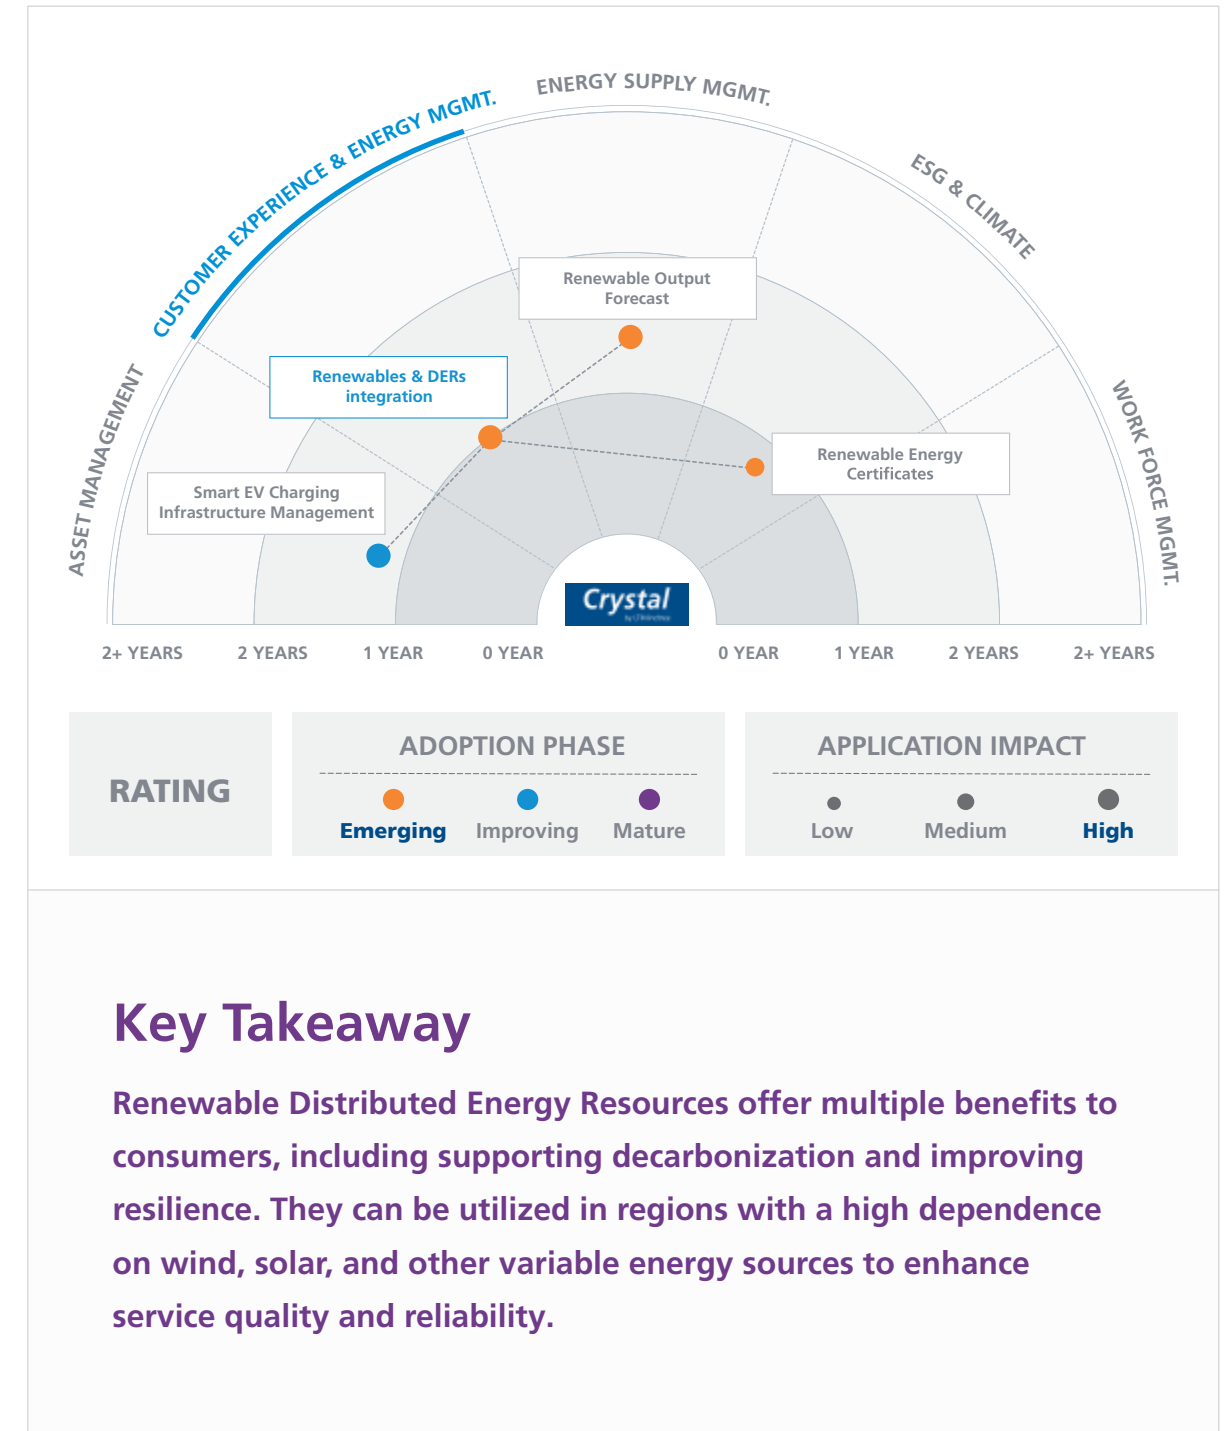 ENERGY SUPPLY MGMT.
CUSTOMER EXPERIENCE & ENERGY MGMT.
ESG & CLIMATE
ASSET MANAGEMENT
WORK FORCE MGMT.
Renewable Output
Forecast
Renewables & DERs
integration
Renewable Energy
Certificates
Smart EV Charging
Infrastructure Management
Crystal
2+ YEARS 2 YEARS 1 YEAR 0 YEAR 0 YEAR 1 YEAR 2 YEARS 2+ YEARS
RATING
ADOPTION PHASE
Emerging Improving Mature
APPLICATION IMPACT
Low Medium High
Key Takeaway
Renewable Distributed Energy Resources offer multiple benefits to
consumers, including supporting decarbonization and improving
resilience. They can be utilized in regions with a high dependence
on wind, solar, and other variable energy sources to enhance
service quality and reliability.